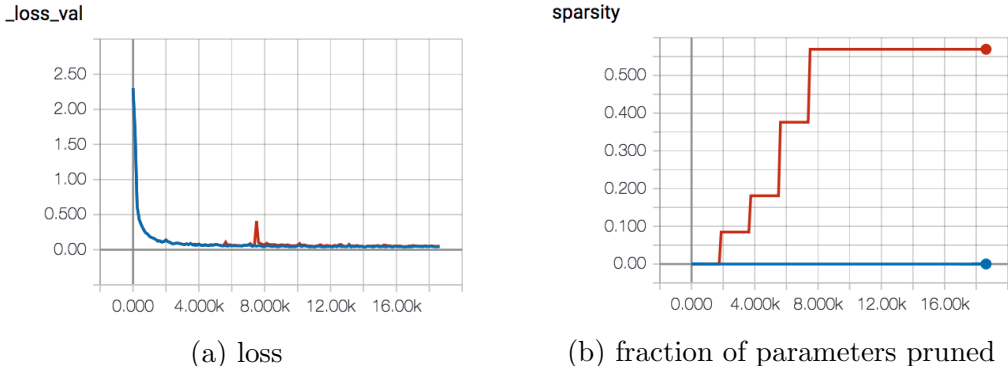 _loss_val
2.50
2.00
1.50
1.00
0.500
0.00
0.000 4.000k 8.000k 12.00k 16.00k
(a) loss
sparsity
0.500
0.400
0.300
0.200
0.100
0.00
0.000 4.000k 8.000k 12.00k 16.00k
(b) fraction of parameters pruned